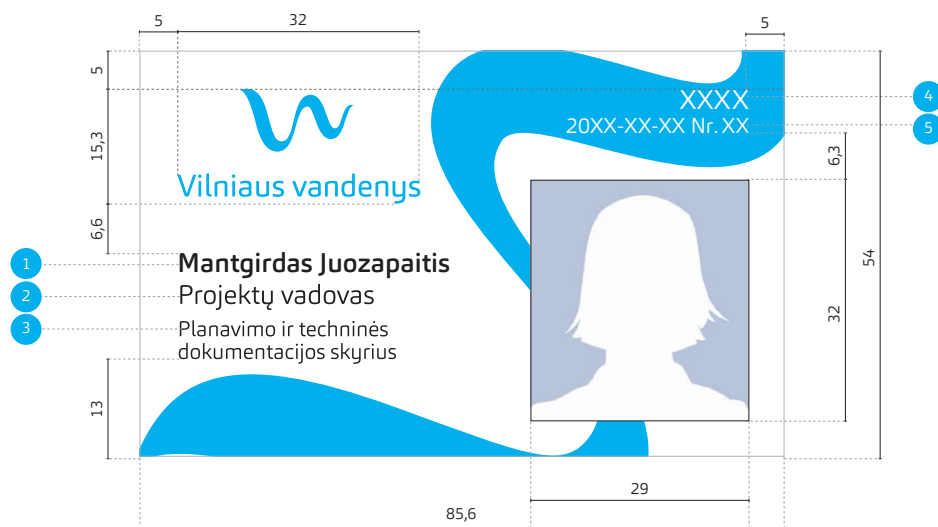 5
32
5
5
XXXX
4
20XX-XX-XX Nr. XX
5
15,3
6,3
Vilniaus vandenys
6,6
54
1
Mantgirdas Juozapaitis
2
Projektų vadovas
3
Planavimo ir techninės
dokumentacijos skyrius
32
13
29
85,6